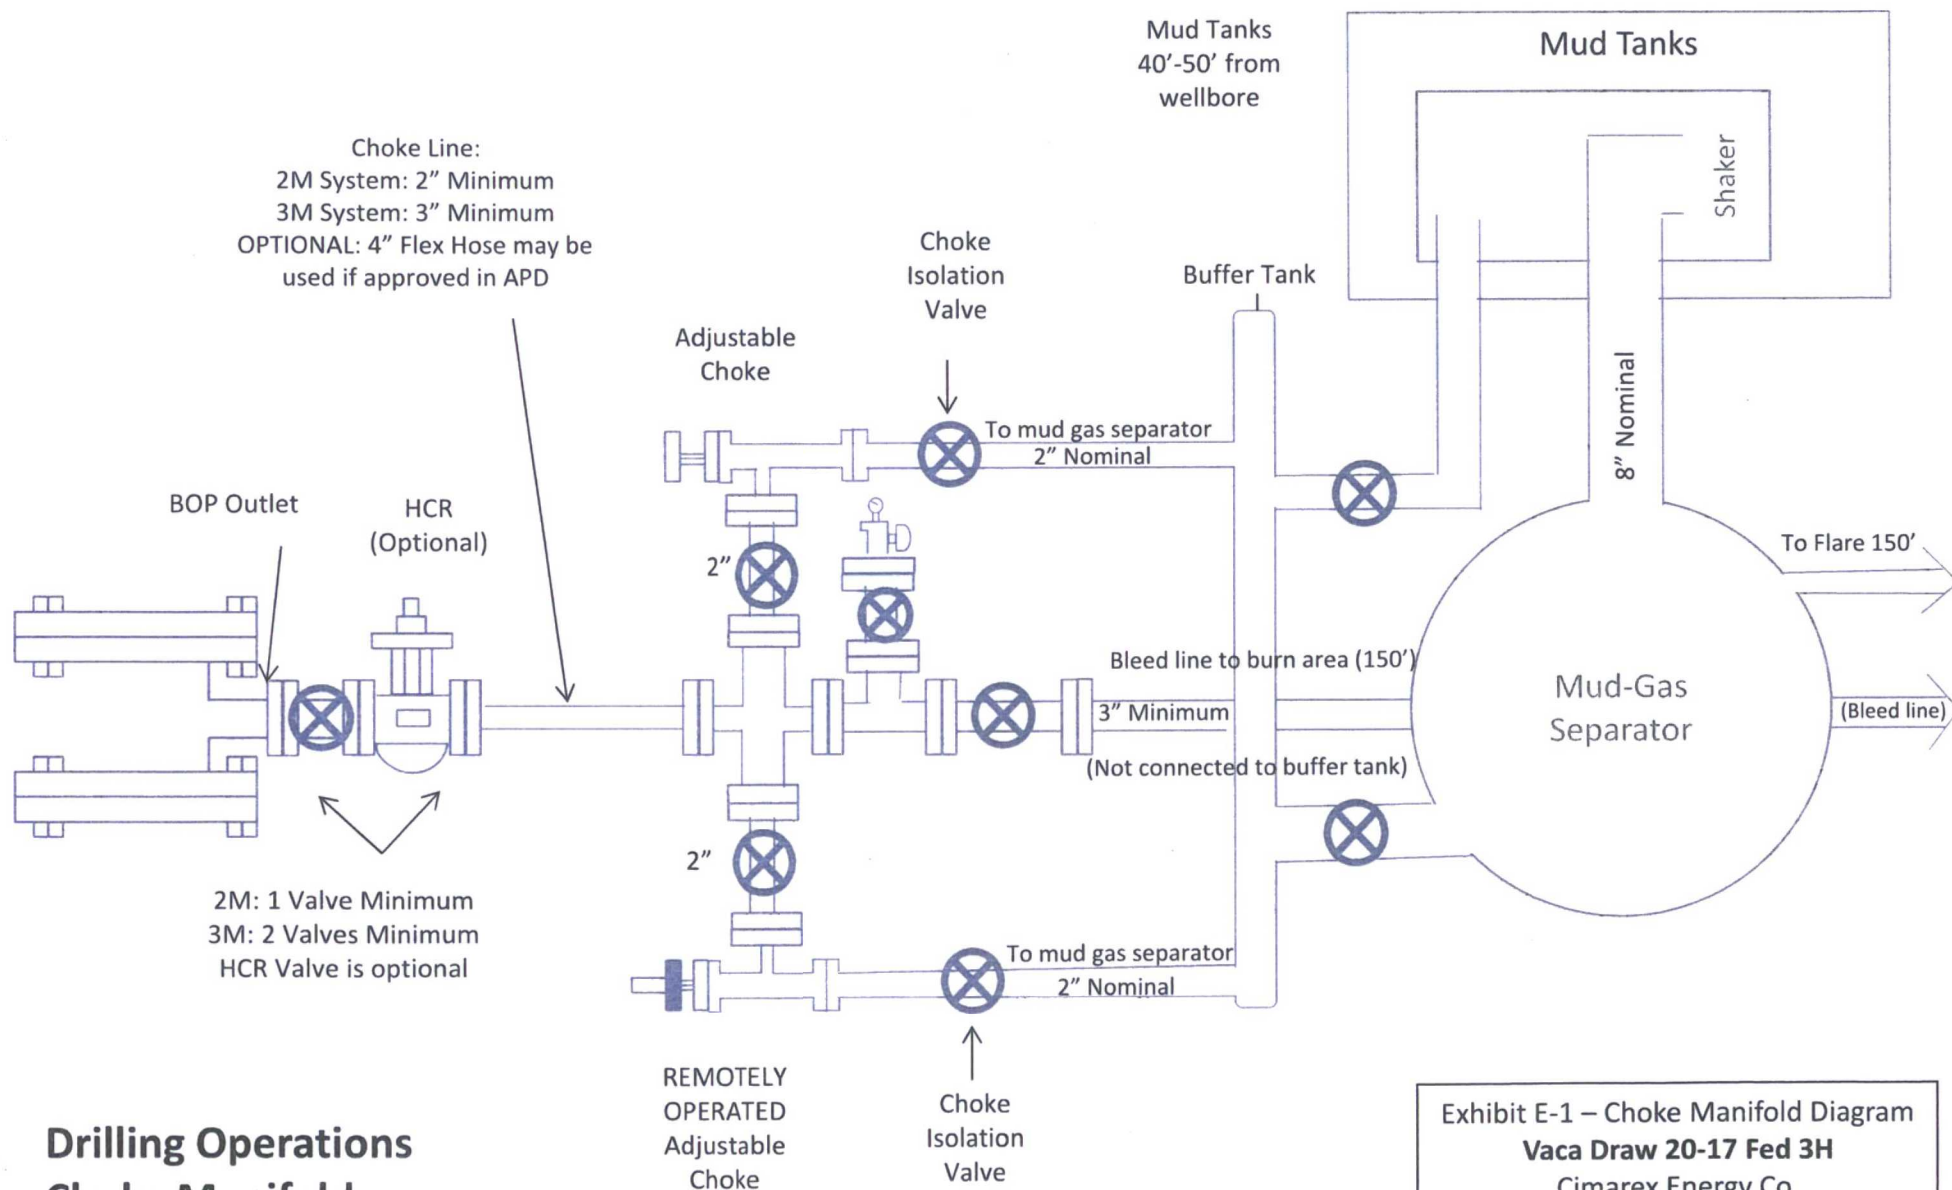 Mud Tanks
40’-50’ from
wellbore
Mud Tanks
Shaker
Choke Line:
2M System: 2” Minimum
3M System: 3” Minimum
OPTIONAL: 4” Flex Hose may be
used if approved in APD
Choke
Isolation
Valve
Buffer Tank
Adjustable
Choke
8” Nominal
To mud gas separator
2” Nominal
BOP Outlet
HCR
(Optional)
2”
To Flare 150’
Bleed line to burn area (150’)
3” Minimum
(Not connected to buffer tank)
Mud-Gas
Separator
(Bleed line)
2”
2M: 1 Valve Minimum
3M: 2 Valves Minimum
HCR Valve is optional
To mud gas separator
2” Nominal
REMOTELY
OPERATED
Adjustable
Choke
Choke
Isolation
Valve
Drilling Operations
Choke Manifold
Exhibit E-1 – Choke Manifold Diagram
Vaca Draw 20-17 Fed 3H
Cimarex Energy Co.